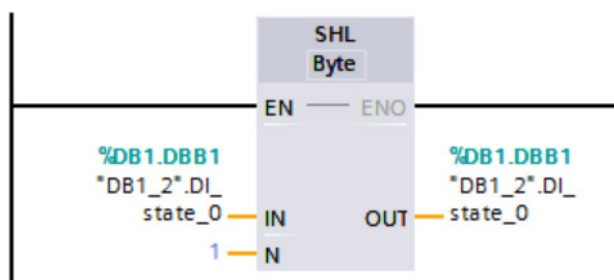 SHL
Byte
EN ENO
%DB1.DBB1 %DB1.DBB1
"DB1_2".DI_ "DB1_2".DI_
state_0 IN OUT state_0
1 N